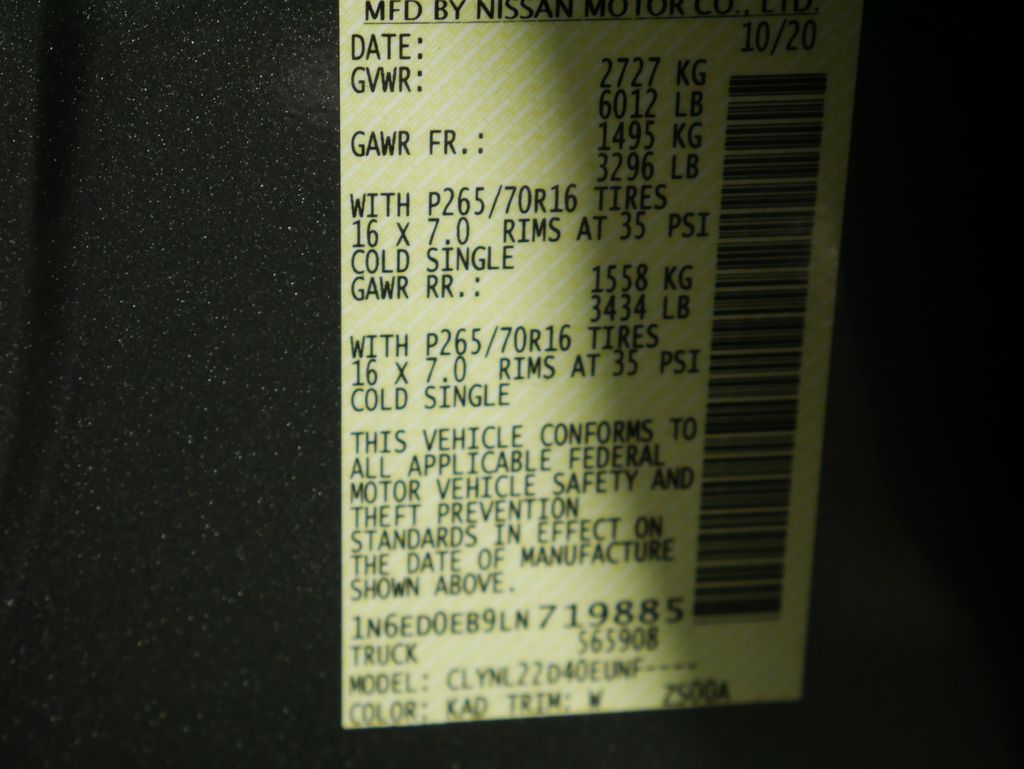 MFD BY NISSAN MOTOR CO., LTD.
DATE: 10/20
GVWR: 2727 KG
6012 LB
GAWR FR.: 1495 KG
3296 LB
WITH P265/70R16 TIRES
16 X 7.0 RIMS AT 35 PSI
COLD SINGLE
GAWR RR.: 1558 KG
3434 LB
WITH P265/70R16 TIRES
16 X 7.0 RIMS AT 35 PSI
COLD SINGLE
THIS VEHICLE CONFORMS TO
ALL APPLICABLE FEDERAL
MOTOR VEHICLE SAFETY AND
THEFT PREVENTION
STANDARDS IN EFFECT ON
THE DATE OF MANUFACTURE
SHOWN ABOVE.
1N6ED0EB9LN719885
TRUCK 565908
MODEL: CLYNL22D40EUNF----
COLOR: KAD TRIM: W ZS00A